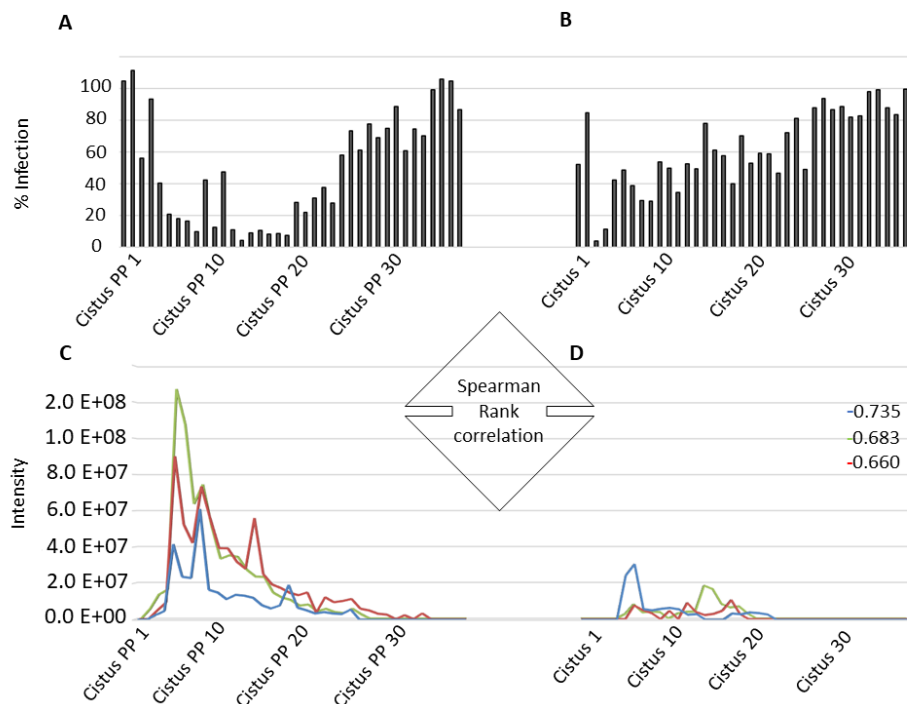 A
B
% Infection
100
80
60
40
20
0
Cistus PP 1
Cistus PP 10
Cistus PP 20
Cistus PP 30
Cistus 1
Cistus 10
Cistus 20
Cistus 30
Spearman
Rank
correlation
C
D
Intensity
2.0 E+08
1.0 E+08
8.0 E+07
6.0 E+07
4.0 E+07
2.0 E+07
0.0 E+00
-0.735
-0.683
-0.660
Cistus PP 1
Cistus PP 10
Cistus PP 20
Cistus PP 30
Cistus 1
Cistus 10
Cistus 20
Cistus 30